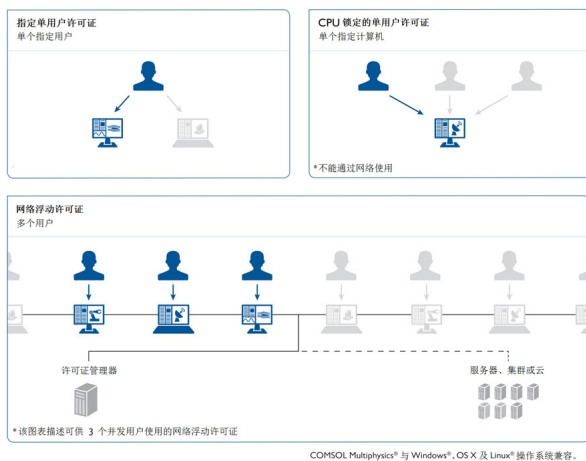 指定单用户许可证
单个指定用户
CPU 锁定的单用户许可证
单个指定计算机
*不能通过网络使用
网络浮动许可证
多个用户
许可证管理器
服务器、集群或云
*该图表描述可供 3 个并发用户使用的网络浮动许可证
COMSOL Multiphysics® 与 Windows®、OS X 及 Linux® 操作系统兼容。